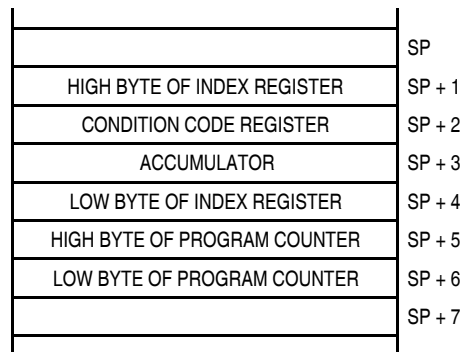 SP
HIGH BYTE OF INDEX REGISTER SP + 1
CONDITION CODE REGISTER SP + 2
ACCUMULATOR SP + 3
LOW BYTE OF INDEX REGISTER SP + 4
HIGH BYTE OF PROGRAM COUNTER SP + 5
LOW BYTE OF PROGRAM COUNTER SP + 6
SP + 7